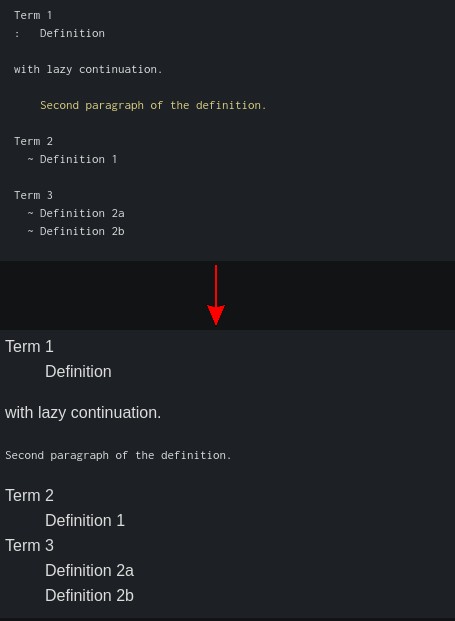 Term 1
:   Definition
with lazy continuation.
Second paragraph of the definition.
Term 2
~ Definition 1
Term 3
~ Definition 2a
~ Definition 2b
Term 1
Definition
with lazy continuation.
Second paragraph of the definition.
Term 2
Definition 1
Term 3
Definition 2a
Definition 2b